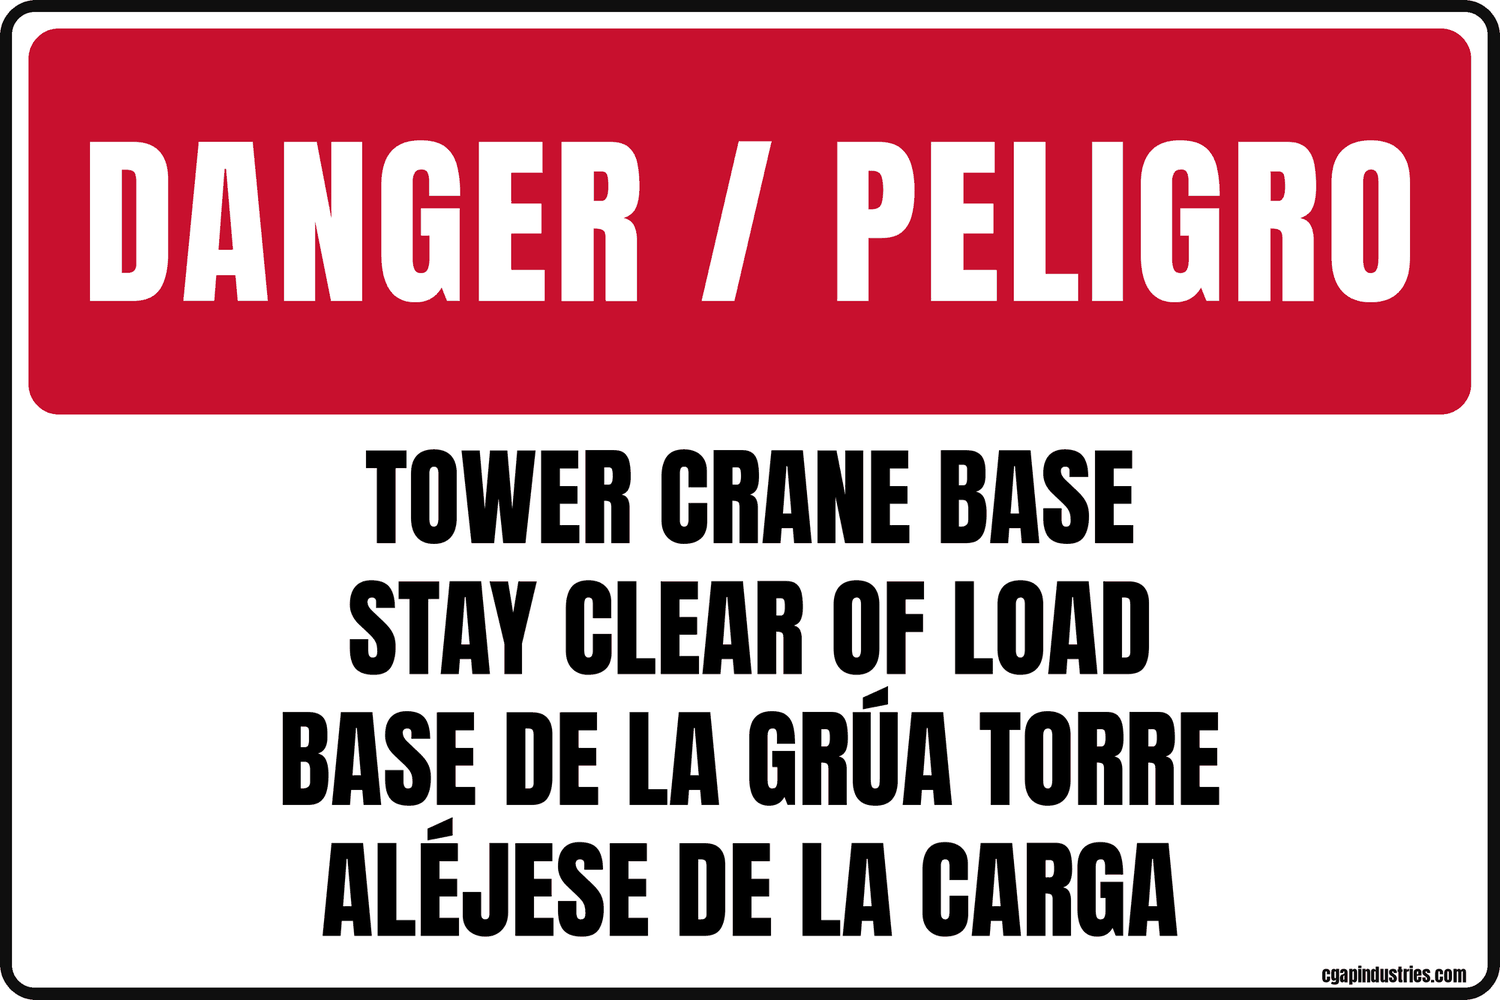 DANGER / PELIGRO
TOWER CRANE BASE
STAY CLEAR OF LOAD
BASE DE LA GRÚA TORRE
ALÉJESE DE LA CARGA
cgapindustries.com